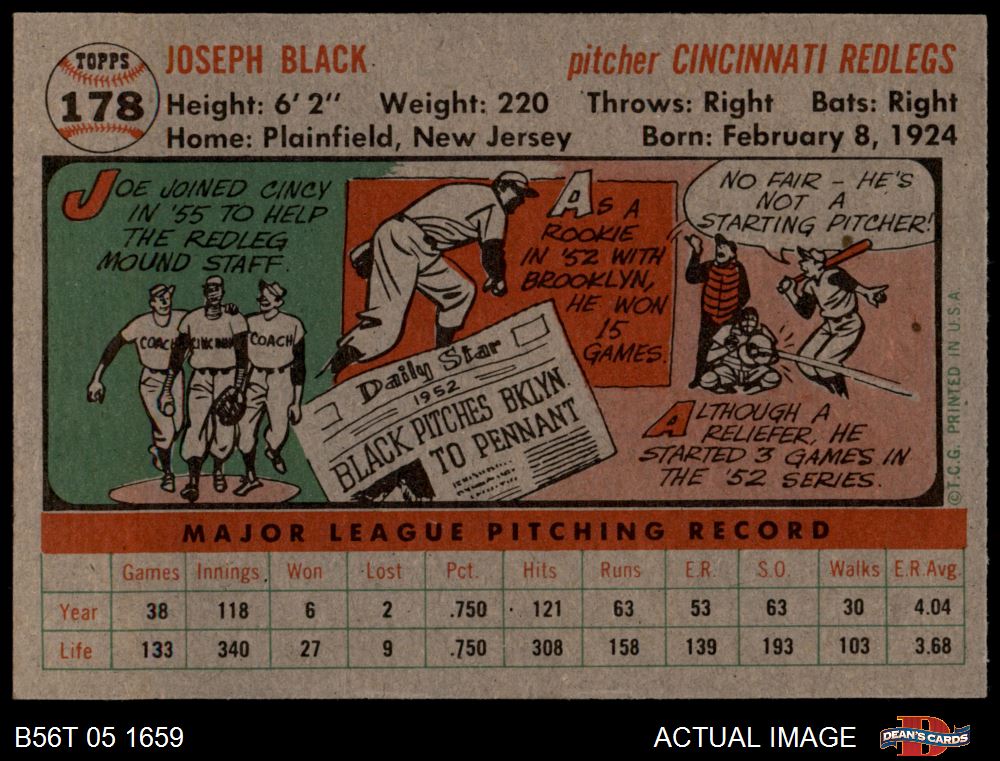 TOPPS
178
JOSEPH BLACK
pitcher CINCINNATI REDLEGS
Height: 6' 2" Weight: 220 Throws: Right Bats: Right
Home: Plainfield, New Jersey Born: February 8, 1924
JOE JOINED CINCY
IN '55 TO HELP
THE REDLEG
MOUND STAFF.
COACH
COACH
AS A
ROOKIE
IN '52 WITH
BROOKLYN,
HE WON
15
GAMES.
Daily Star
1952
BLACK PITCHES BKLYN.
TO PENNANT
NO FAIR – HE'S
NOT A
STARTING PITCHER!
ALTHOUGH A
RELIEFER, HE
STARTED 3 GAMES IN
THE '52 SERIES.
©T.C.G. PRINTED IN U.S.A
MAJOR LEAGUE PITCHING RECORD
Games Innings Won Lost Pct. Hits Runs E.R. S.O. Walks E.R.Avg.
Year 38 118 6 2 .750 121 63 53 63 30 4.04
Life 133 340 27 9 .750 308 158 139 193 103 3.68
B56T 05 1659
ACTUAL IMAGE
D
DEAN'S CARDS